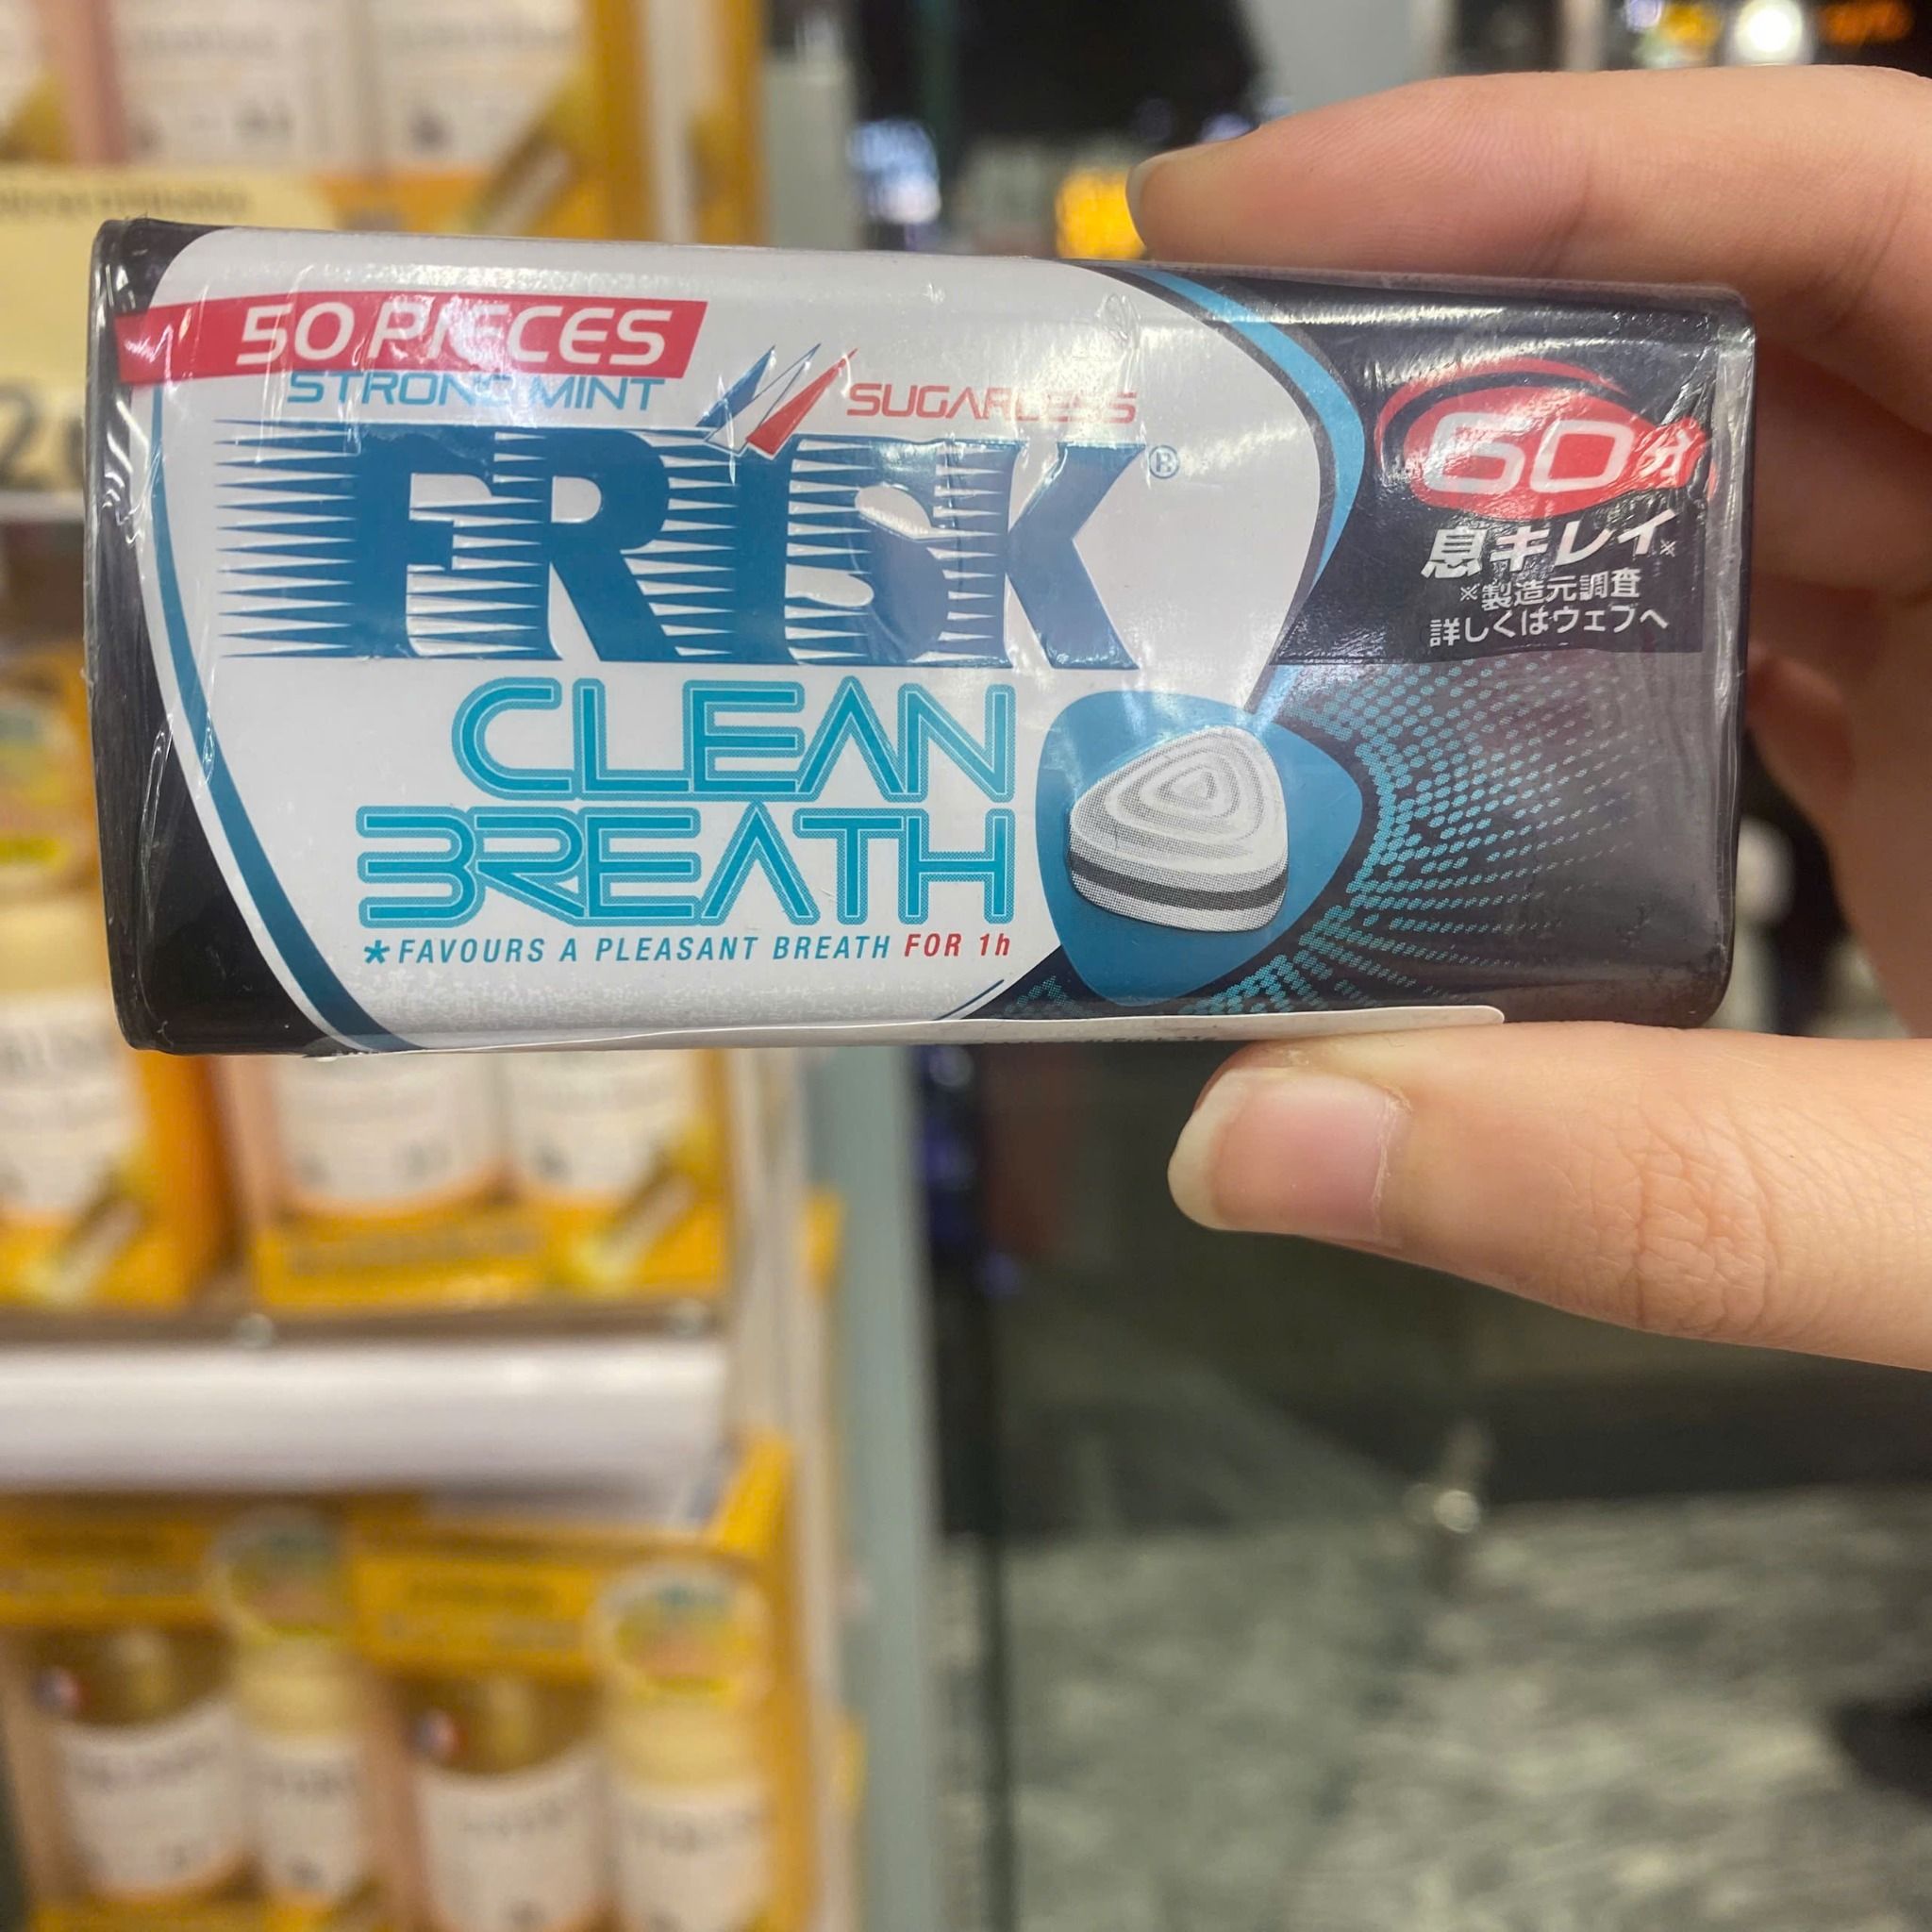 50 PIECES
STRONG MINT
SUGARLESS
FRISK®
CLEAN
BREATH
*FAVOURS A PLEASANT BREATH FOR 1h
60分
息キレイ※
※製造元調査
詳しくはウェブへ